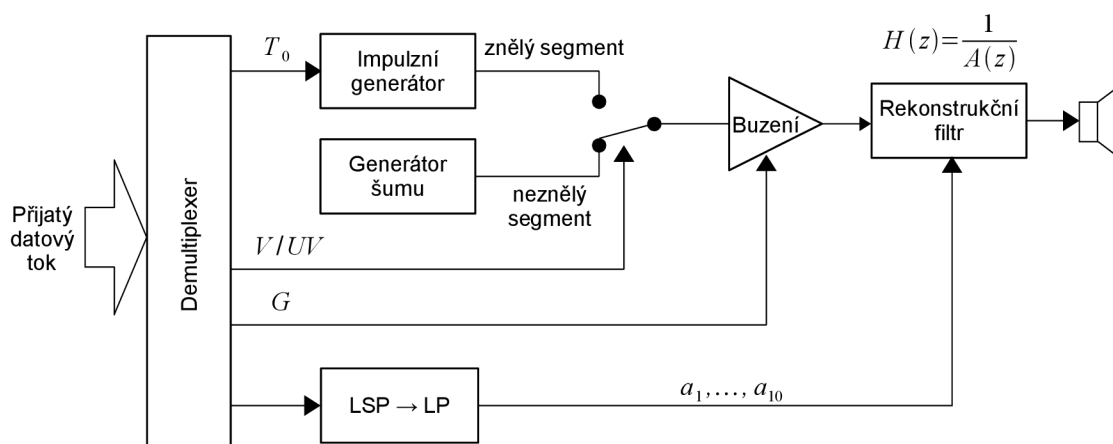 T₀
Impulzní
generátor
znělý segment
H(z)=1/A(z)
Buzení
Rekonstrukční
filtr
Generátor
šumu
neznělý
segment
Přijatý
datový
tok
Demultiplexer
V/UV
G
LSP → LP
a₁,..., a₁₀